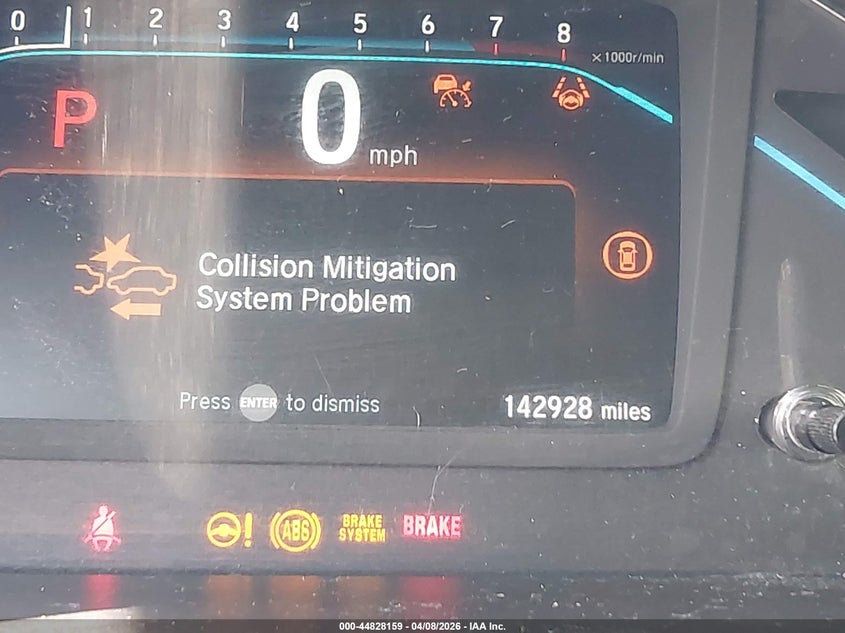 0 1 2 3 4 5 6 7 8
x1000r/min
P 0 mph
Collision Mitigation
System Problem
Press ENTER to dismiss 142928 miles
! ABS BRAKE SYSTEM BRAKE
000-44828159 - 04/08/2026 - IAA Inc.